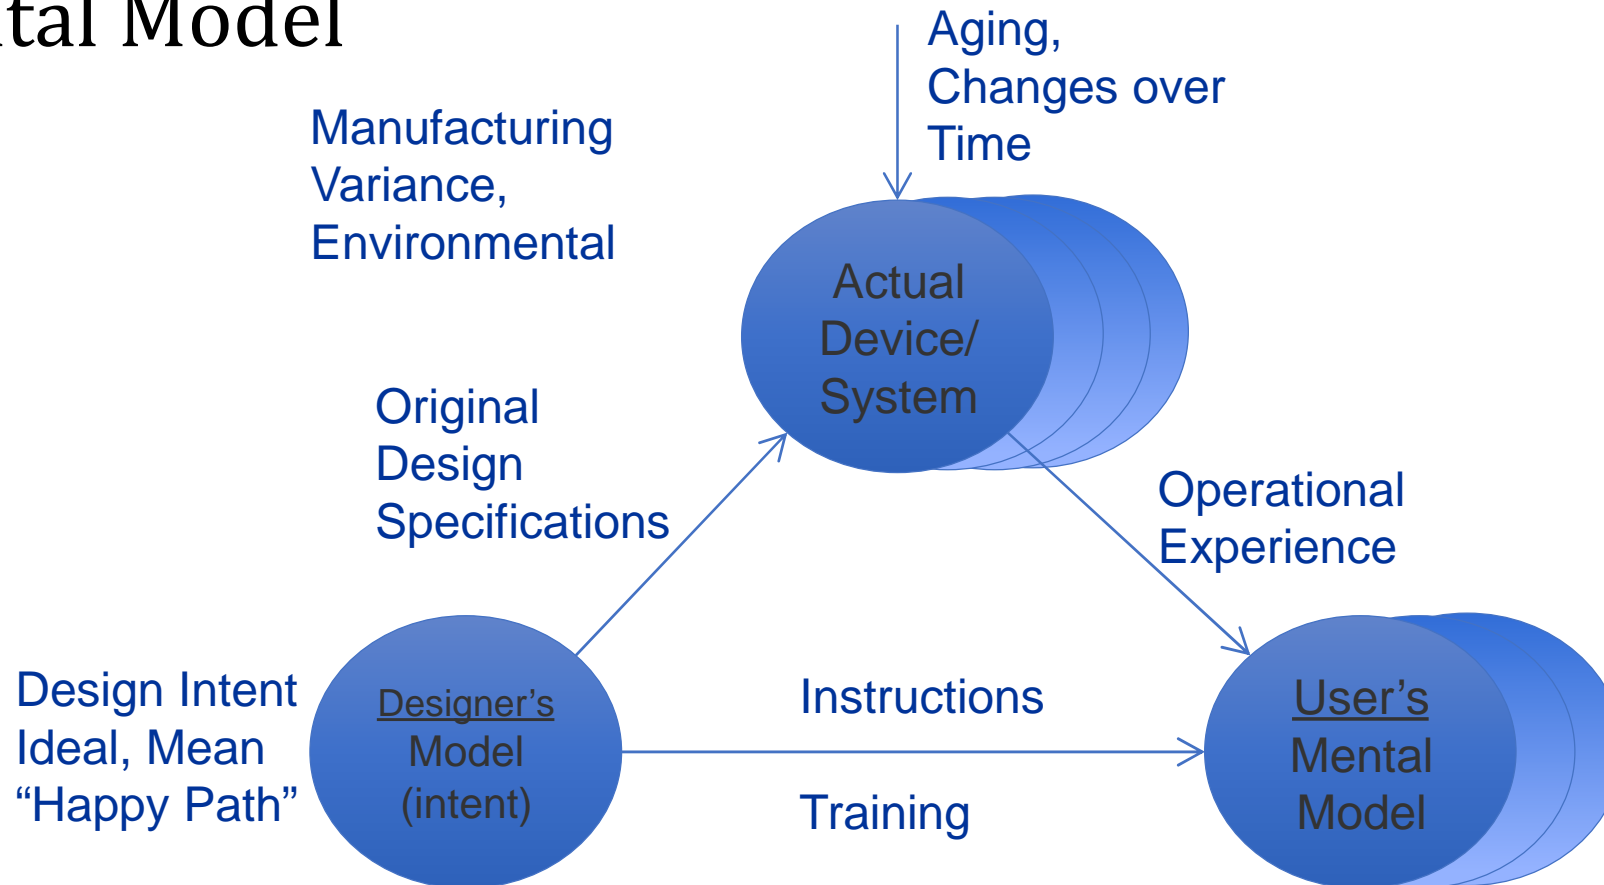 Model
Aging,
Changes over
Time
Manufacturing
Variance,
Environmental
Actual
Device/
System
Original
Design
Specifications
Operational
Experience
Design Intent
Ideal, Mean
“Happy Path”
Designer’s
Model
(intent)
Instructions
Training
User’s
Mental
Model